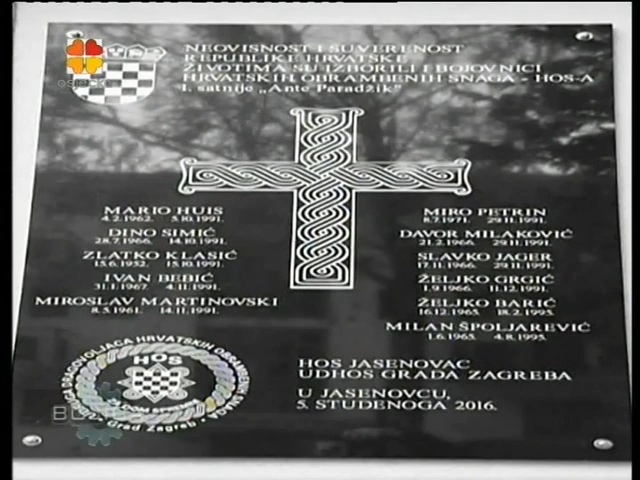 NEOVISNOST I SUVERENOST
REPUBLIKE HRVATSKE
ŽIVOTIMA SU IZBORILI I BOJOVNICI
HRVATSKIH OBRAMBENIH SNAGA - HOS-A
I. satnije „Ante Paradžik"
MARIO HUIS
4.2.1962. 5.10.1991.
DINO SIMIĆ
28.7.1966. 14.10.1991.
ZLATKO KLASIĆ
15.6.1952. 15.10.1991.
IVAN BEBIĆ
31.1.1967. 4.11.1991.
MIROSLAV MARTINOVSKI
8.5.1961. 14.11.1991.
MIRO PETRIN
8.7.1971. 29.11.1991.
DAVOR MILAKOVIĆ
21.2.1966. 29.11.1991.
SLAVKO JAGER
17.11.1966. 29.11.1991.
ŽELJKO GRGIĆ
1.9.1966. 11.12.1991.
ŽELJKO BARIĆ
16.12.1965. 18.2.1995.
MILAN ŠPOLJAREVIĆ
1.6.1965. 4.8.1995.
DRAGOVOLJACA HRVATSKIH OBRAMBENIH SNAGA
HOS
Grad Zagreb
HOS JASENOVAC
UDHOS GRADA ZAGREBA
U JASENOVCU,
5. STUDENOGA 2016.